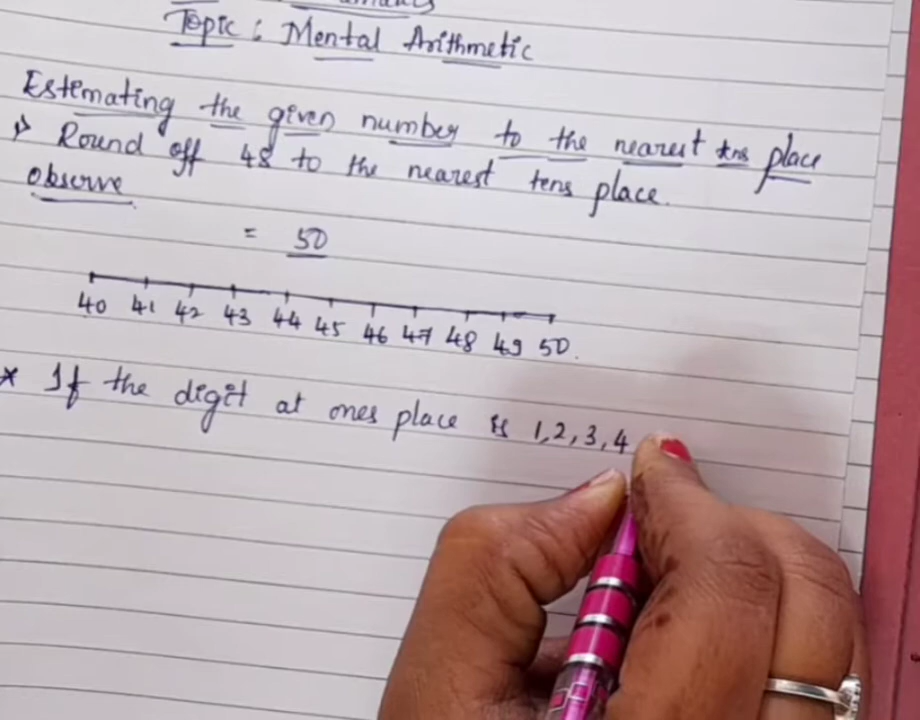 Topic : Mental Arithmetic
Estemating the given number to the nearest tens place
Round off 48 to the nearest tens place.
Observe
= 50
40 41 42 43 44 45 46 47 48 49 50.
* If the digit at ones place is 1,2,3,4